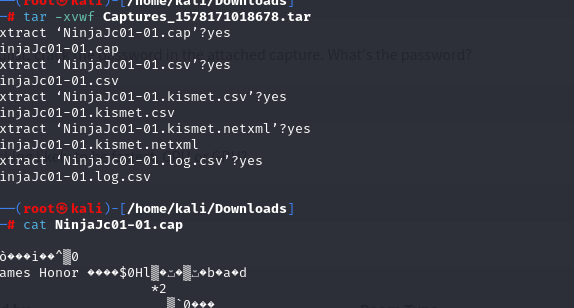 ─(root㉿kali)-[/home/kali/Downloads]
─# tar -xvwf Captures_1578171018678.tar
xtract ‘NinjaJc01-01.cap’?yes
injaJc01-01.cap
password in the attached capture. What's the password?
xtract ‘NinjaJc01-01.csv’?yes
injaJc01-01.csv
xtract ‘NinjaJc01-01.kismet.csv’?yes
injaJc01-01.kismet.csv
xtract ‘NinjaJc01-01.kismet.netxml’?yes
injaJc01-01.kismet.netxml
xtract ‘NinjaJc01-01.log.csv’?yes
injaJc01-01.log.csv
──(root㉿kali)-[/home/kali/Downloads]
─# cat NinjaJc01-01.cap
ò���i��^▒0
ames Honor ����$0Hl▒�b�a�d
*2
▒`0���